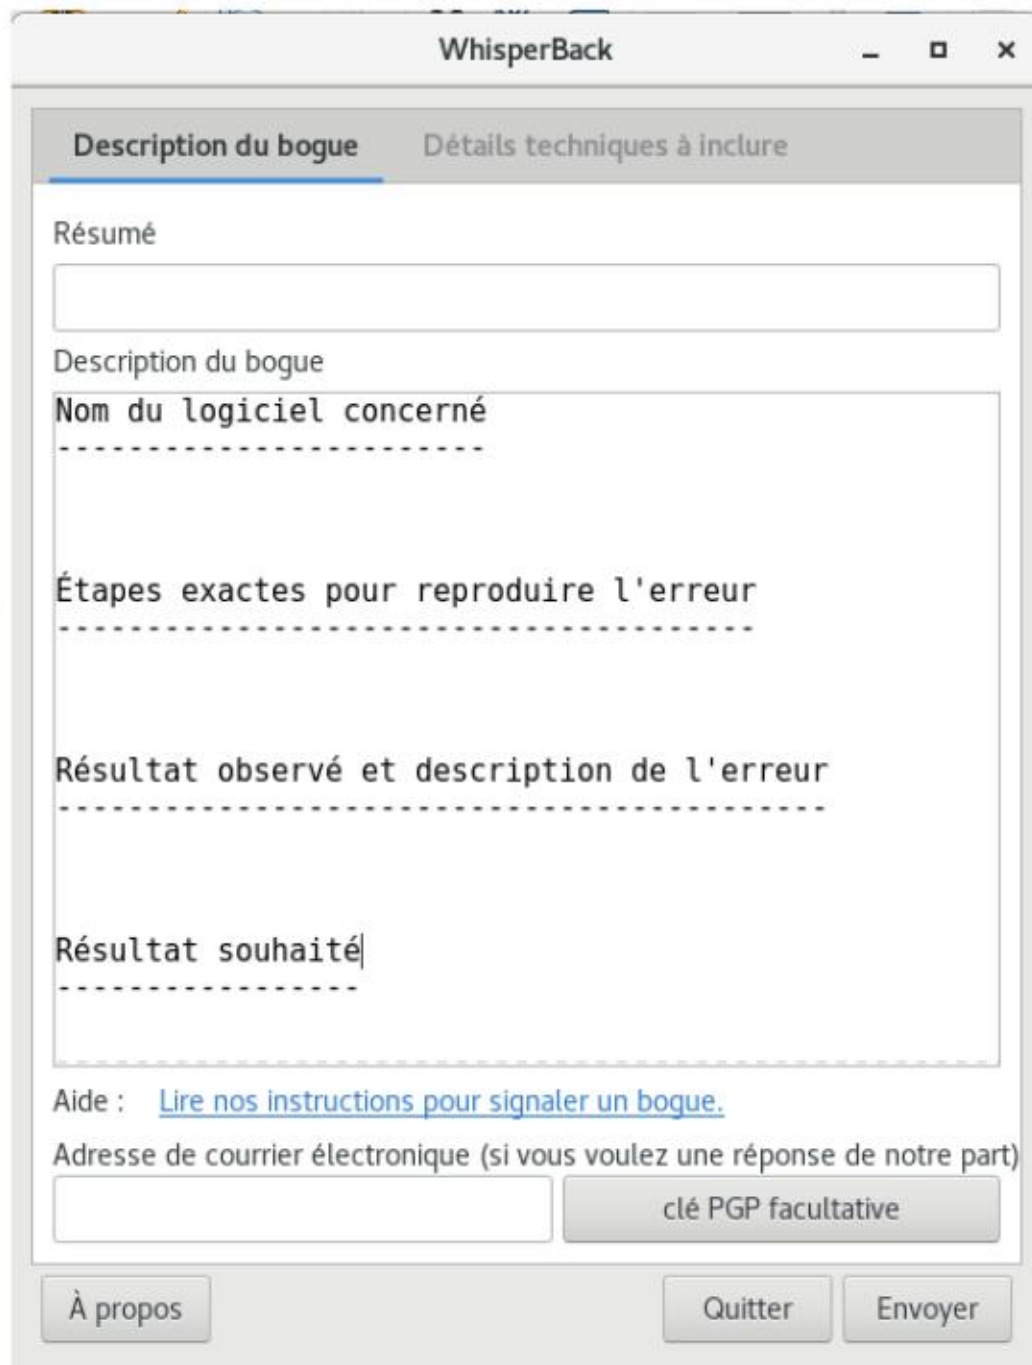 WhisperBack
Description du bogue Détails techniques à inclure
Résumé
Description du bogue
Nom du logiciel concerné
------------------------
Étapes exactes pour reproduire l'erreur
---------------------------------------
Résultat observé et description de l'erreur
-------------------------------------------
Résultat souhaité
-----------------
Aide : Lire nos instructions pour signaler un bogue.
Adresse de courrier électronique (si vous voulez une réponse de notre part)
clé PGP facultative
À propos Quitter Envoyer